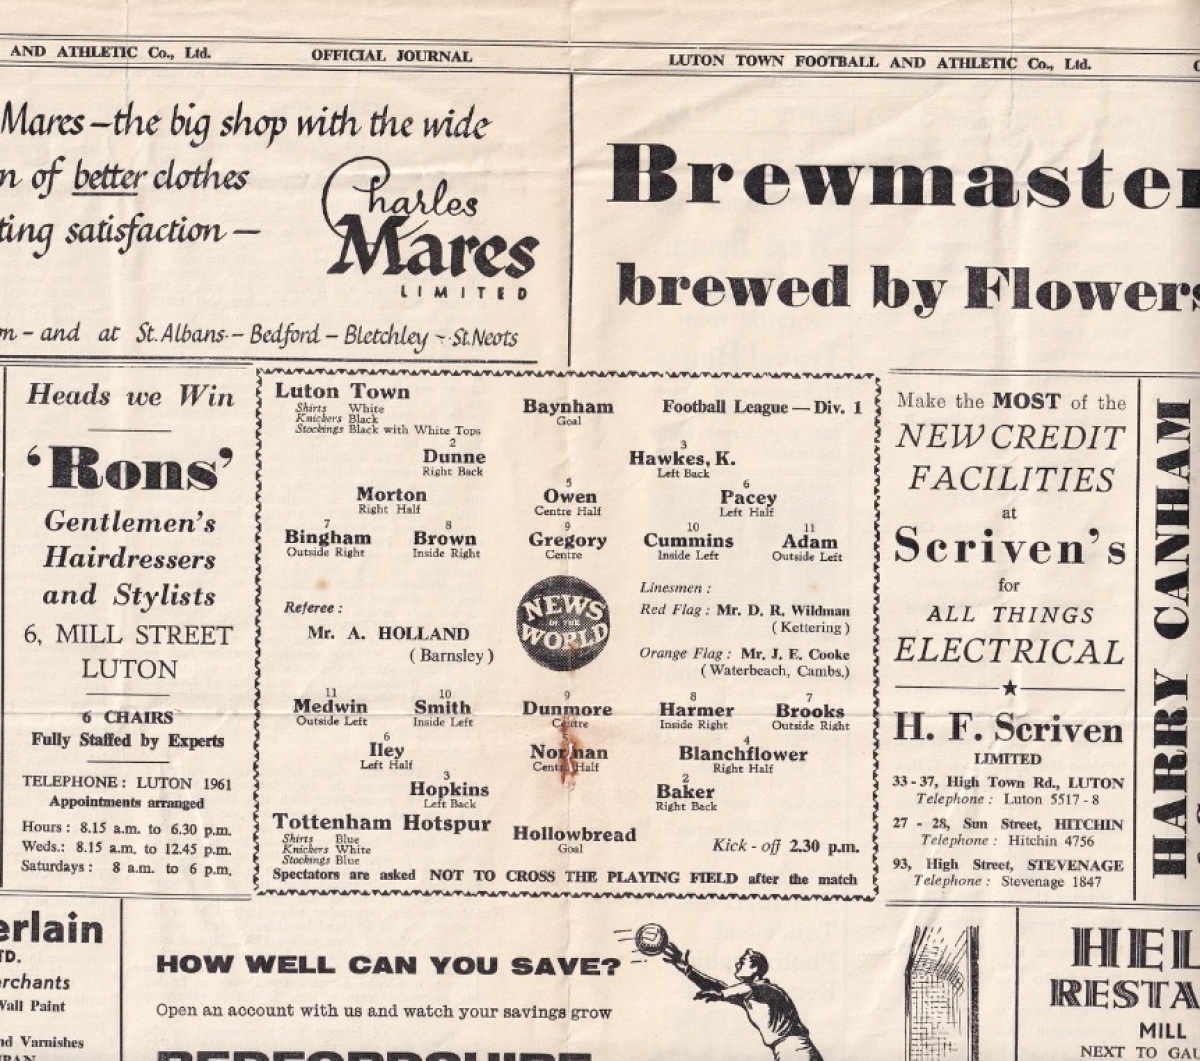 AND ATHLETIC Co., Ltd. OFFICIAL JOURNAL LUTON TOWN FOOTBALL AND ATHLETIC Co., Ltd.
Mares – the big shop with the wide
of better clothes
satisfaction –
Charles
Mares
LIMITED
and at St. Albans – Bedford – Bletchley – St. Neots
Brewmaster
brewed by Flowers
Heads we Win
'Rons'
Gentlemen's
Hairdressers
and Stylists
6, MILL STREET
LUTON
6 CHAIRS
Fully Staffed by Experts
TELEPHONE: LUTON 1961
Appointments arranged
Hours: 8.15 a.m. to 6.30 p.m.
Weds.: 8.15 a.m. to 12.45 p.m.
Saturdays: 8 a.m. to 6 p.m.
Luton Town
Shirts White
Knickers Black
Stockings Black with White Tops
Baynham
Goal
Football League — Div. 1
2 3
Dunne Hawkes, K.
Right Back Left Back
5 6
Morton Owen Pacey
Right Half Centre Half Left Half
7 8 9 10 11
Bingham Brown Gregory Cummins Adam
Outside Right Inside Right Centre Inside Left Outside Left
Referee:
Mr. A. HOLLAND
(Barnsley)
NEWS
OF THE
WORLD
Linesmen:
Red Flag: Mr. D. R. Wildman
(Kettering)
Orange Flag: Mr. J. E. Cooke
(Waterbeach, Cambs.)
11 10 9 8 7
Medwin Smith Dunmore Harmer Brooks
Outside Left Inside Left Centre Inside Right Outside Right
6 5 4
Iley Norman Blanchflower
Left Half Centre Half Right Half
3 2
Hopkins Baker
Left Back Right Back
Tottenham Hotspur
Shirts Blue
Knickers White
Stockings Blue
Hollowbread
Goal
Kick-off 2.30 p.m.
Spectators are asked NOT TO CROSS THE PLAYING FIELD after the match
Make the MOST of the
NEW CREDIT
FACILITIES
at
Scriven's
for
ALL THINGS
ELECTRICAL
H. F. Scriven
LIMITED
33-37, High Town Rd., LUTON
Telephone: Luton 5517-8
27-28, Sun Street, HITCHIN
Telephone: Hitchin 4756
93, High Street, STEVENAGE
Telephone: Stevenage 1847
HARRY CANHAM
erlain
TD.
erchants
Wall Paint
nd Varnishes
HOW WELL CAN YOU SAVE?
Open an account with us and watch your savings grow
BEDFORDSHIRE
HEL
RESTA
MILL
NEXT TO GA